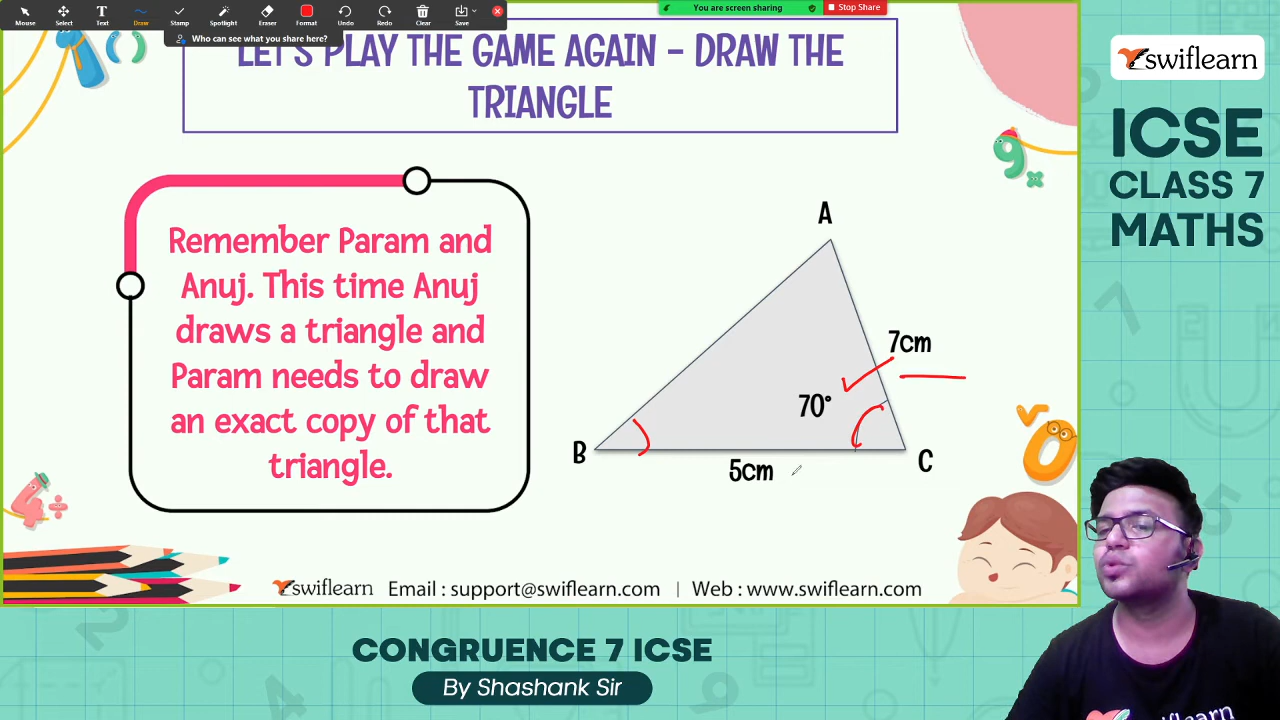 Mouse Select Text Draw Stamp Spotlight Eraser Format Undo Redo Clear Save
You are screen sharing Stop Share
Who can see what you share here?
LET'S PLAY THE GAME AGAIN – DRAW THE
TRIANGLE
Remember Param and
Anuj. This time Anuj
draws a triangle and
Param needs to draw
an exact copy of that
triangle.
A
7cm
70°
B
C
5cm
swiflearn Email : support@swiflearn.com | Web : www.swiflearn.com
swiflearn
ICSE
CLASS 7
MATHS
CONGRUENCE 7 ICSE
By Shashank Sir